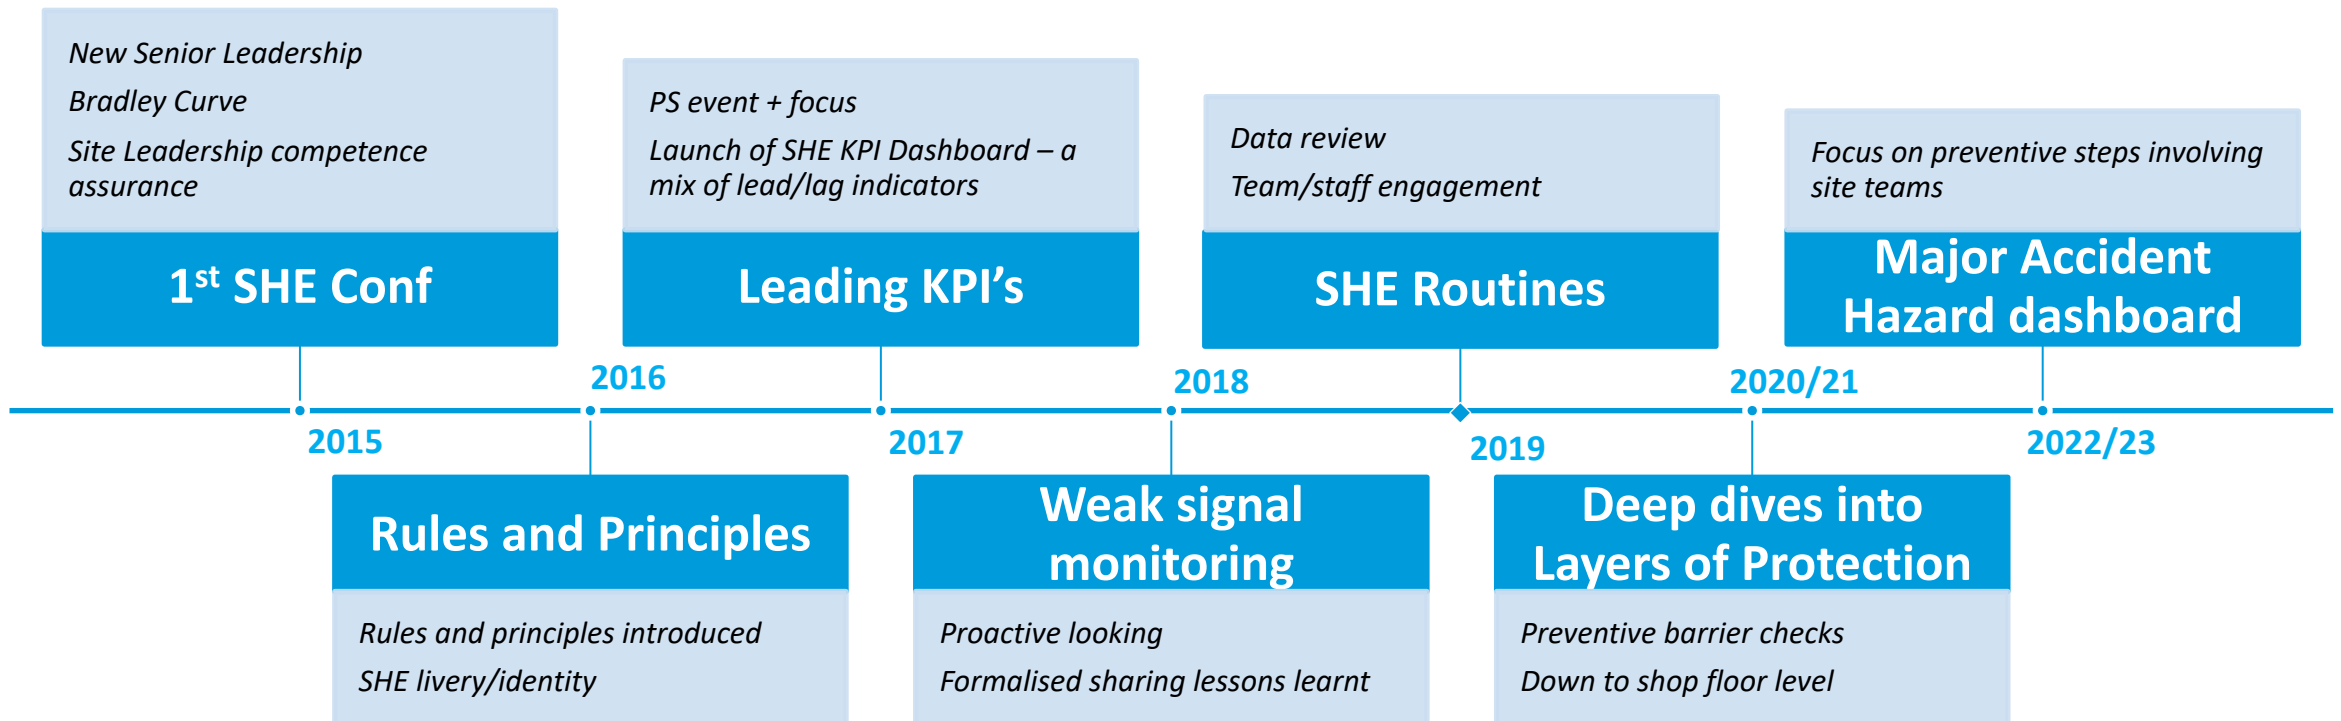 New Senior Leadership
Bradley Curve
Site Leadership competence
assurance
1st SHE Conf
2015
2016
Rules and Principles
Rules and principles introduced
SHE livery/identity
PS event + focus
Launch of SHE KPI Dashboard – a
mix of lead/lag indicators
Leading KPI’s
2017
2018
Weak signal
monitoring
Proactive looking
Formalised sharing lessons learnt
Data review
Team/staff engagement
SHE Routines
2019
2020/21
Deep dives into
Layers of Protection
Preventive barrier checks
Down to shop floor level
Focus on preventive steps involving
site teams
Major Accident
Hazard dashboard
2022/23